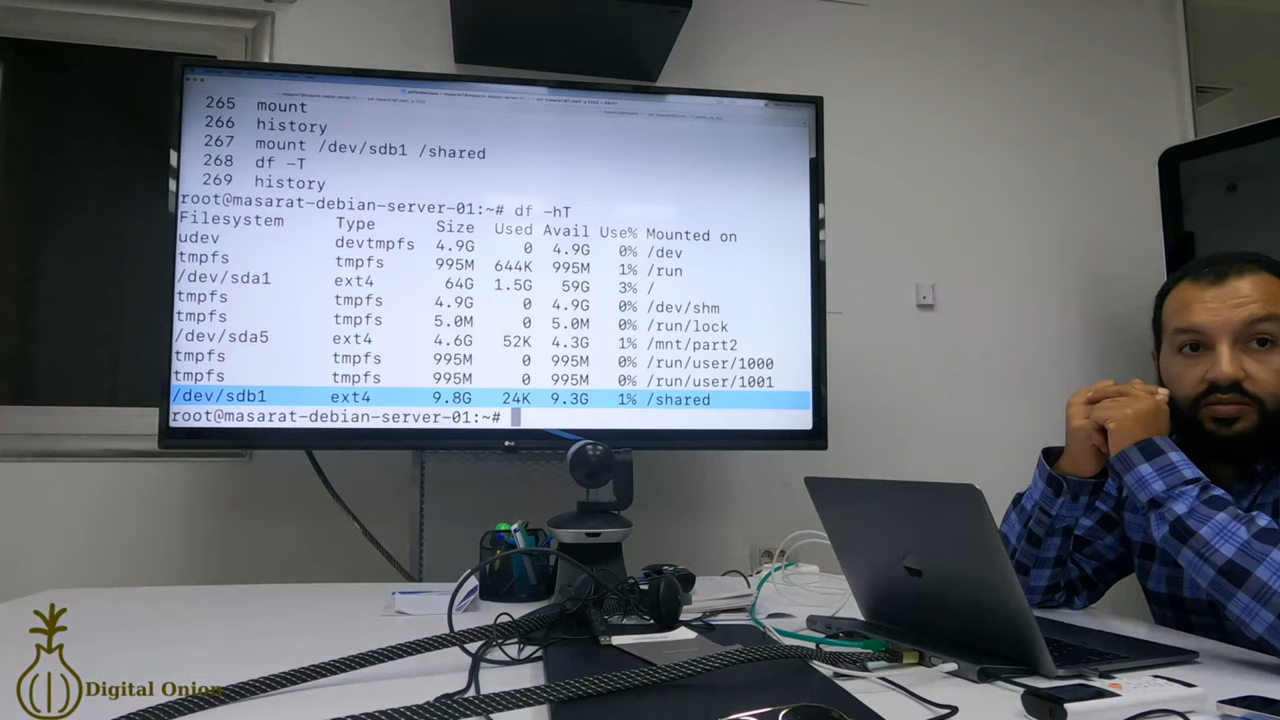 265 mount
266 history
267 mount /dev/sdb1 /shared
268 df -T
269 history
root@masarat-debian-server-01:~# df -hT
Filesystem Type Size Used Avail Use% Mounted on
udev devtmpfs 4.9G 0 4.9G 0% /dev
tmpfs tmpfs 995M 644K 995M 1% /run
/dev/sda1 ext4 64G 1.5G 59G 3% /
tmpfs tmpfs 4.9G 0 4.9G 0% /dev/shm
tmpfs tmpfs 5.0M 0 5.0M 0% /run/lock
/dev/sda5 ext4 4.6G 52K 4.3G 1% /mnt/part2
tmpfs tmpfs 995M 0 995M 0% /run/user/1000
tmpfs tmpfs 995M 0 995M 0% /run/user/1001
/dev/sdb1 ext4 9.8G 24K 9.3G 1% /shared
root@masarat-debian-server-01:~#
LG
Digital Onion